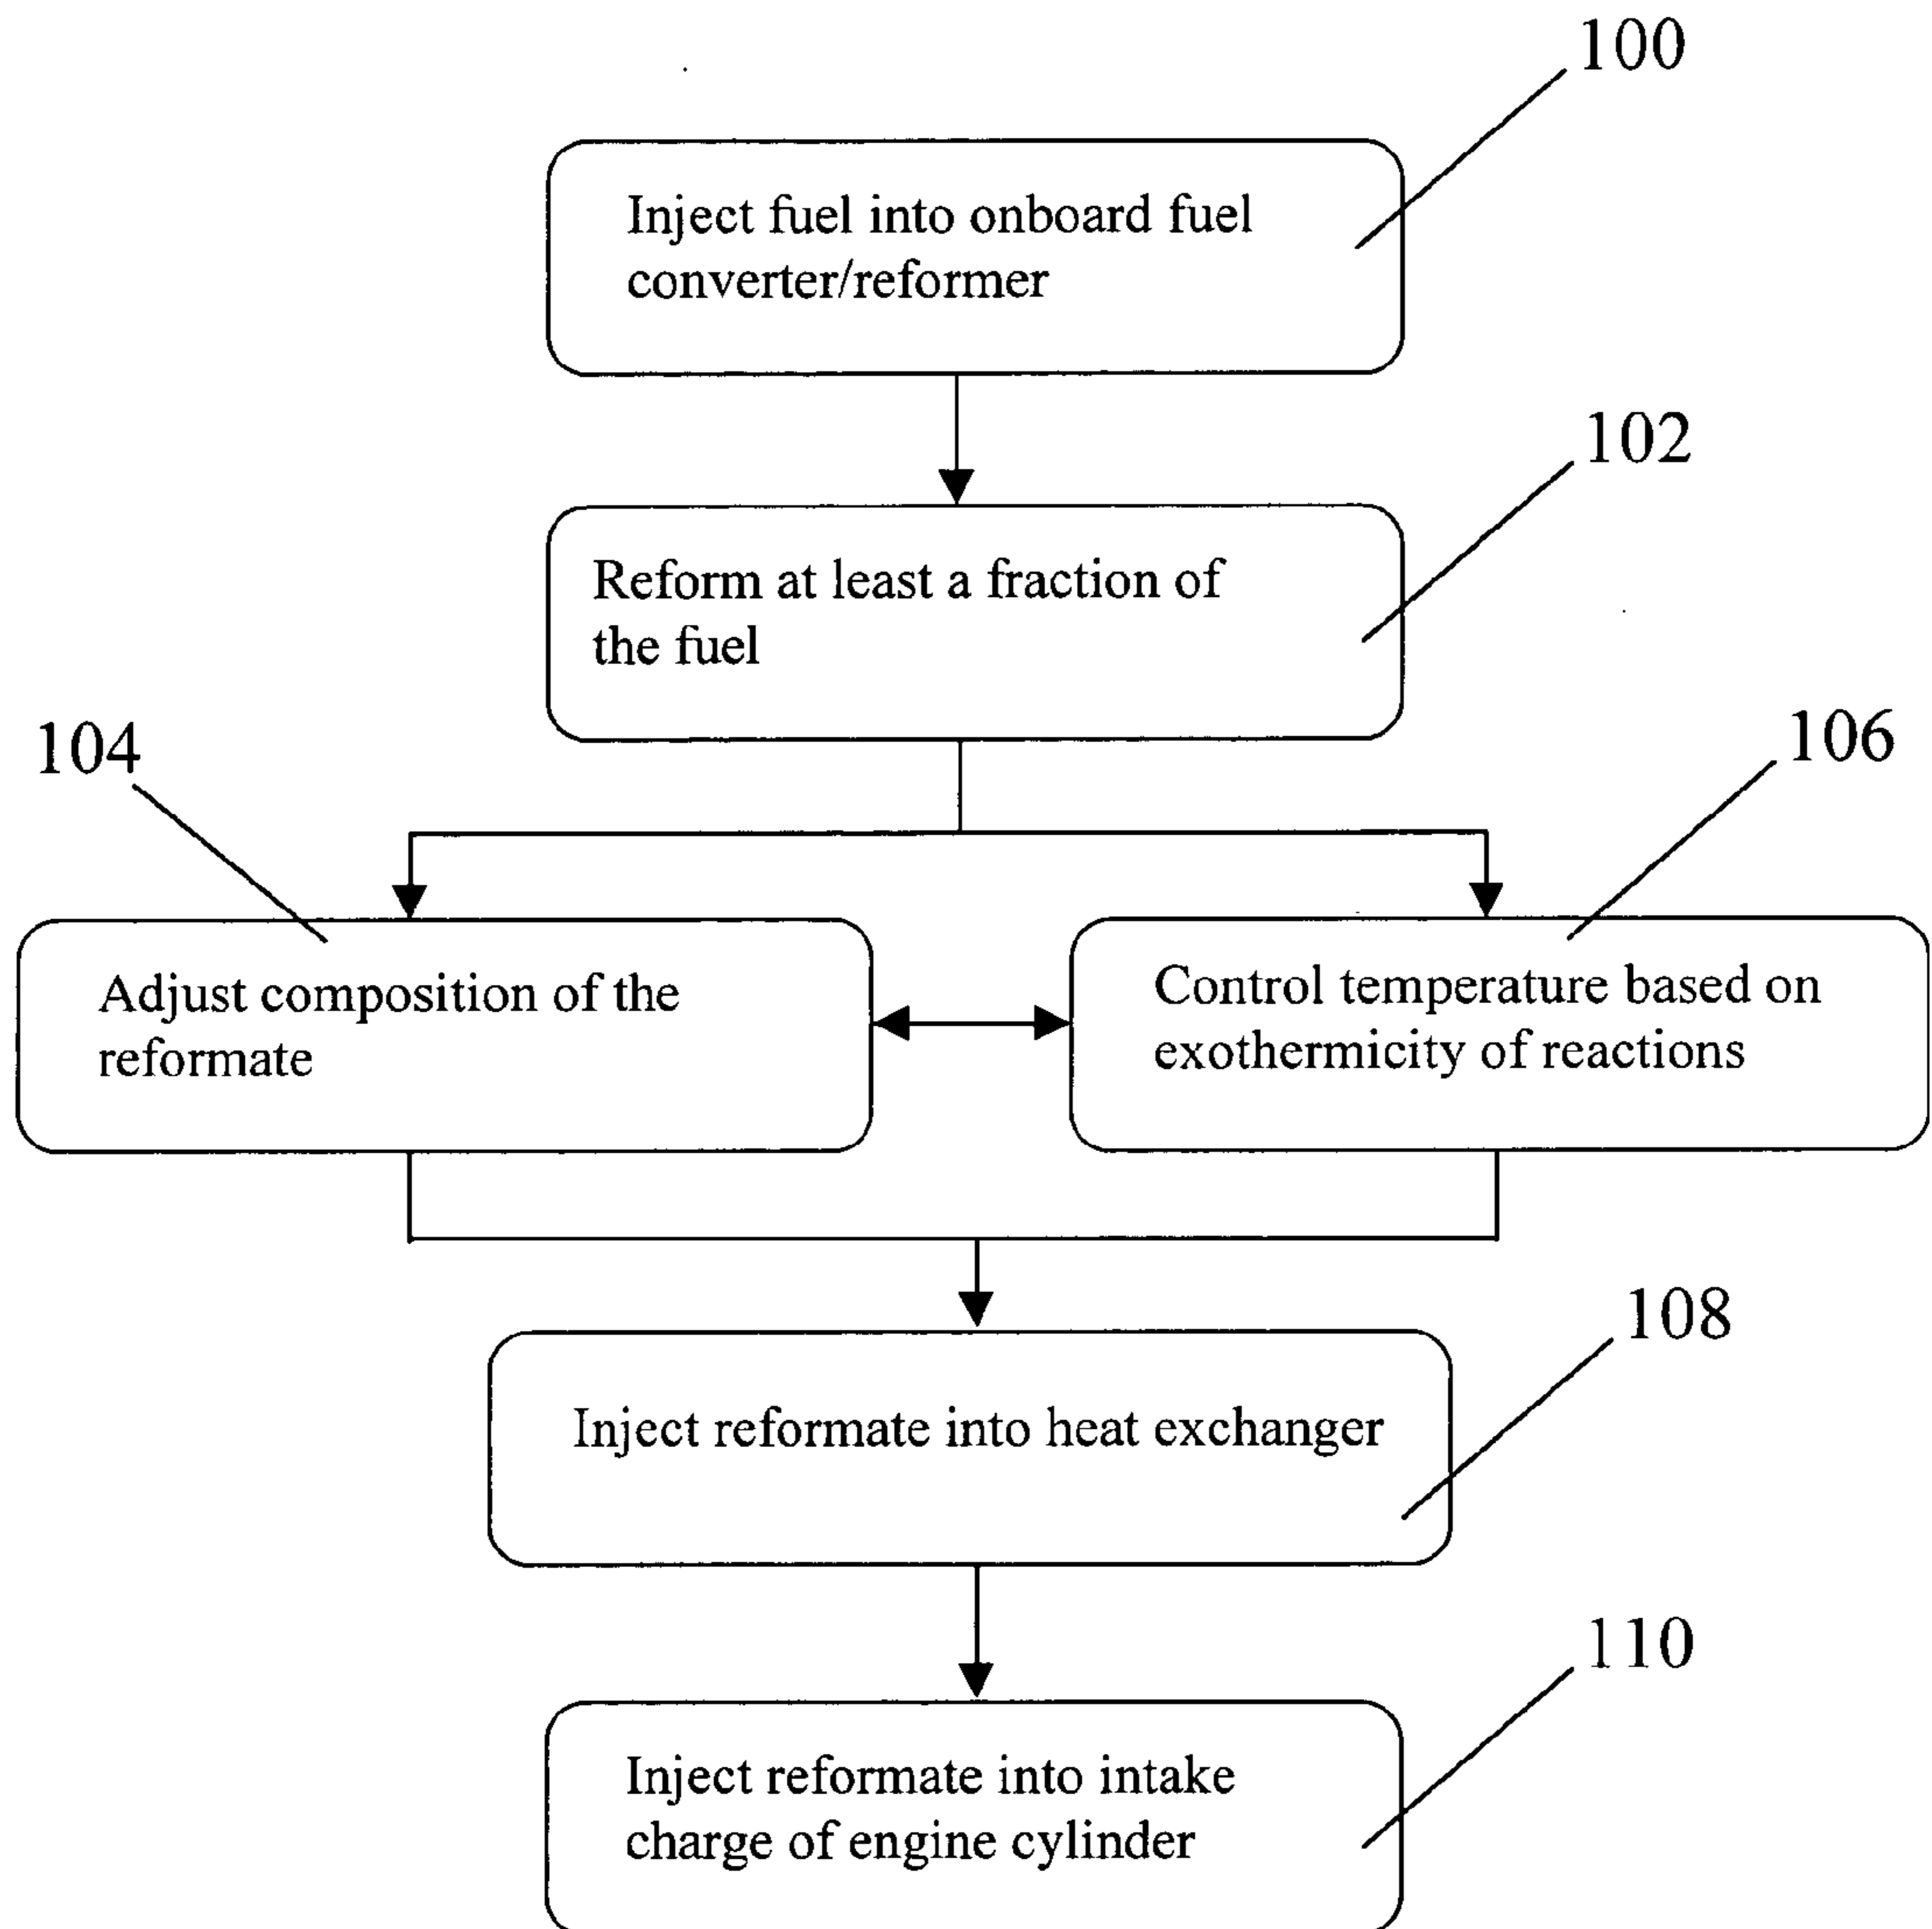 100
Inject fuel into onboard fuel
converter/reformer
102
Reform at least a fraction of
the fuel
104
106
Adjust composition of the
reformate
Control temperature based on
exothermicity of reactions
108
Inject reformate into heat exchanger
110
Inject reformate into intake
charge of engine cylinder